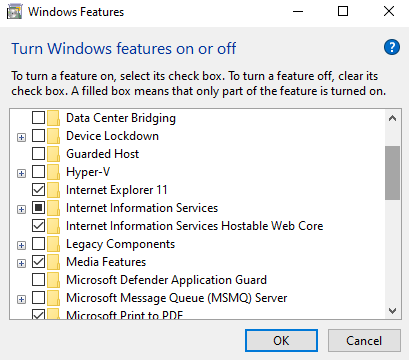 Windows Features
Turn Windows features on or off
To turn a feature on, select its check box. To turn a feature off, clear its
check box. A filled box means that only part of the feature is turned on.
Data Center Bridging
Device Lockdown
Guarded Host
Hyper-V
Internet Explorer 11
Internet Information Services
Internet Information Services Hostable Web Core
Legacy Components
Media Features
Microsoft Defender Application Guard
Microsoft Message Queue (MSMQ) Server
Microsoft Print to PDF
OK
Cancel